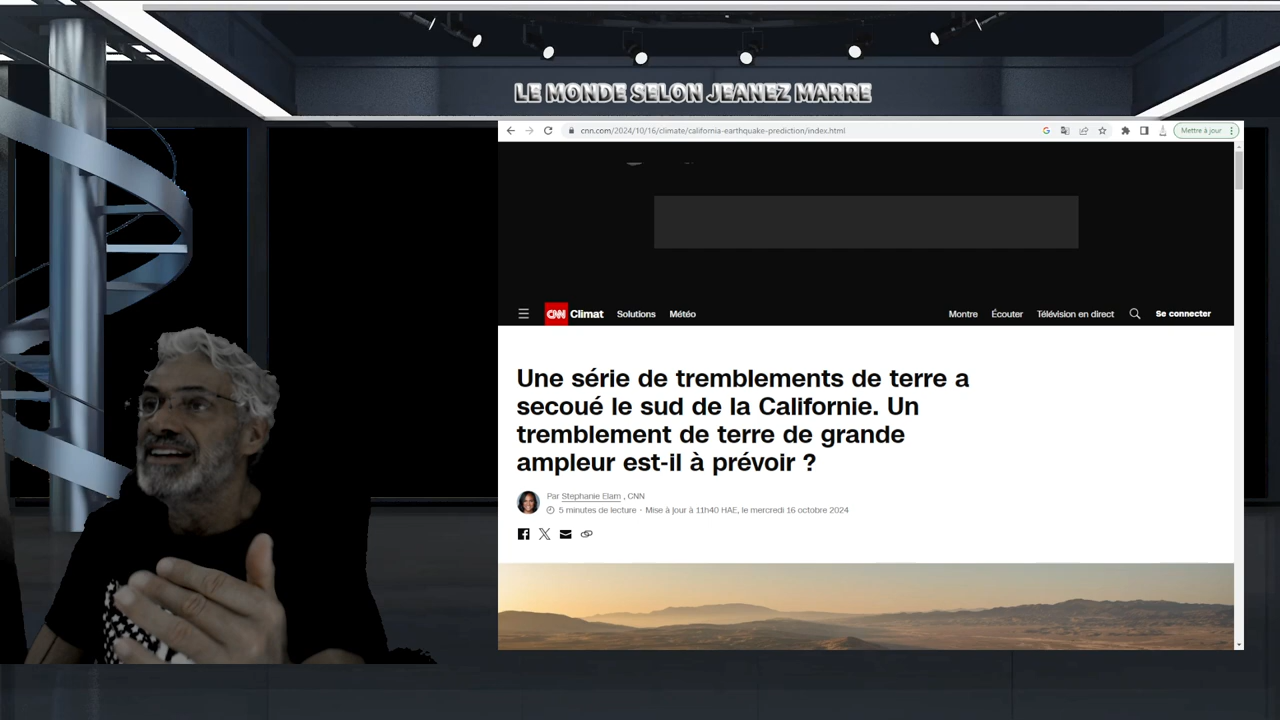 LE MONDE SELON JEANEZ MARRE
cnn.com/2024/10/16/climate/california-earthquake-prediction/index.html
Mettre à jour
CNN Climat Solutions Météo Montre Écouter Télévision en direct Se connecter
Une série de tremblements de terre a
secoué le sud de la Californie. Un
tremblement de terre de grande
ampleur est-il à prévoir ?
Par Stephanie Elam , CNN
5 minutes de lecture · Mise à jour à 11h40 HAE, le mercredi 16 octobre 2024